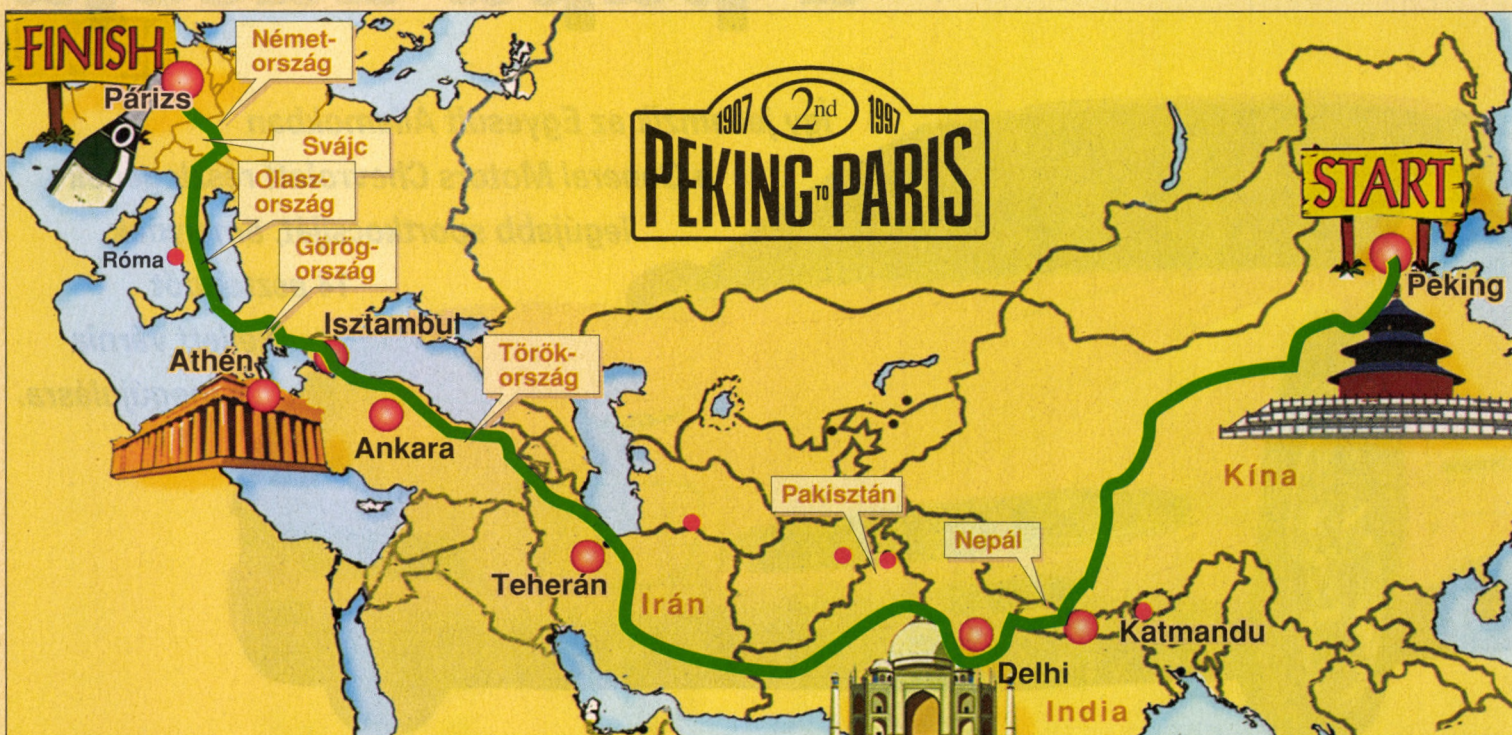 FINISH
Német-
ország
Párizs
Svájc
Olasz-
ország
Róma
Görög-
ország
Isztambul
Athén
Török-
ország
Ankara
Teherán
Irán
Pakisztán
Nepál
Delhi
India
Katmandu
Kína
Peking
START
1907 2nd 1997
PEKING TO PARIS